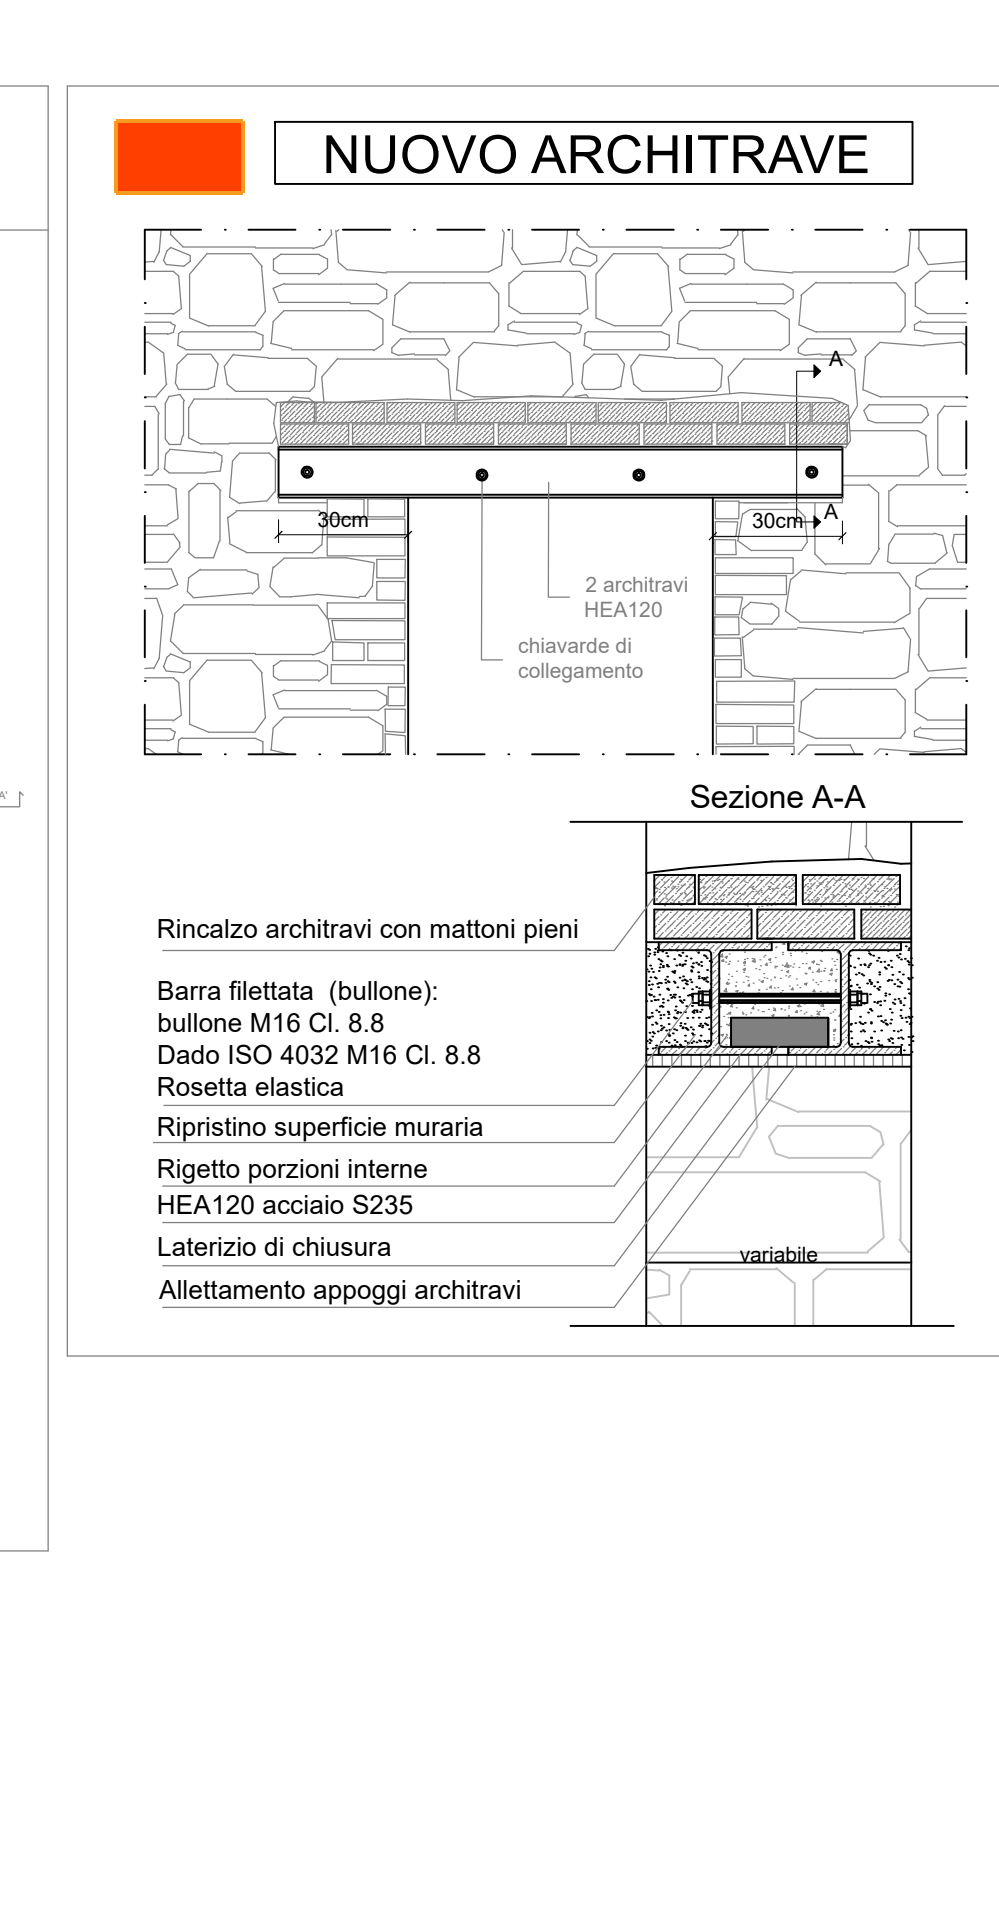 NUOVO ARCHITRAVE
A
A
30cm
30cm
2 architravi
HEA120
chiavarde di
collegamento
A'
Sezione A-A
Rincalzo architravi con mattoni pieni
Barra filettata (bullone):
bullone M16 Cl. 8.8
Dado ISO 4032 M16 Cl. 8.8
Rosetta elastica
Ripristino superficie muraria
Rigetto porzioni interne
HEA120 acciaio S235
Laterizio di chiusura
Allettamento appoggi architravi
variabile